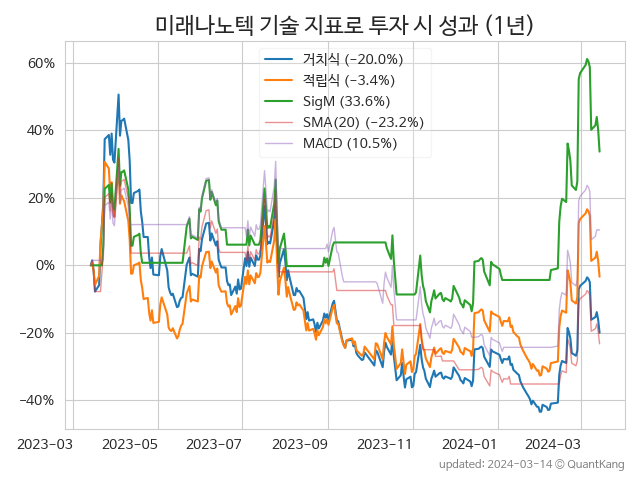 미래나노텍 기술 지표로 투자 시 성과 (1년)
거치식 (−20.0%)
적립식 (−3.4%)
SigM (33.6%)
SMA(20) (−23.2%)
MACD (10.5%)
60%
40%
20%
0%
−20%
−40%
2023-03 2023-05 2023-07 2023-09 2023-11 2024-01 2024-03
updated: 2024-03-14 © QuantKang